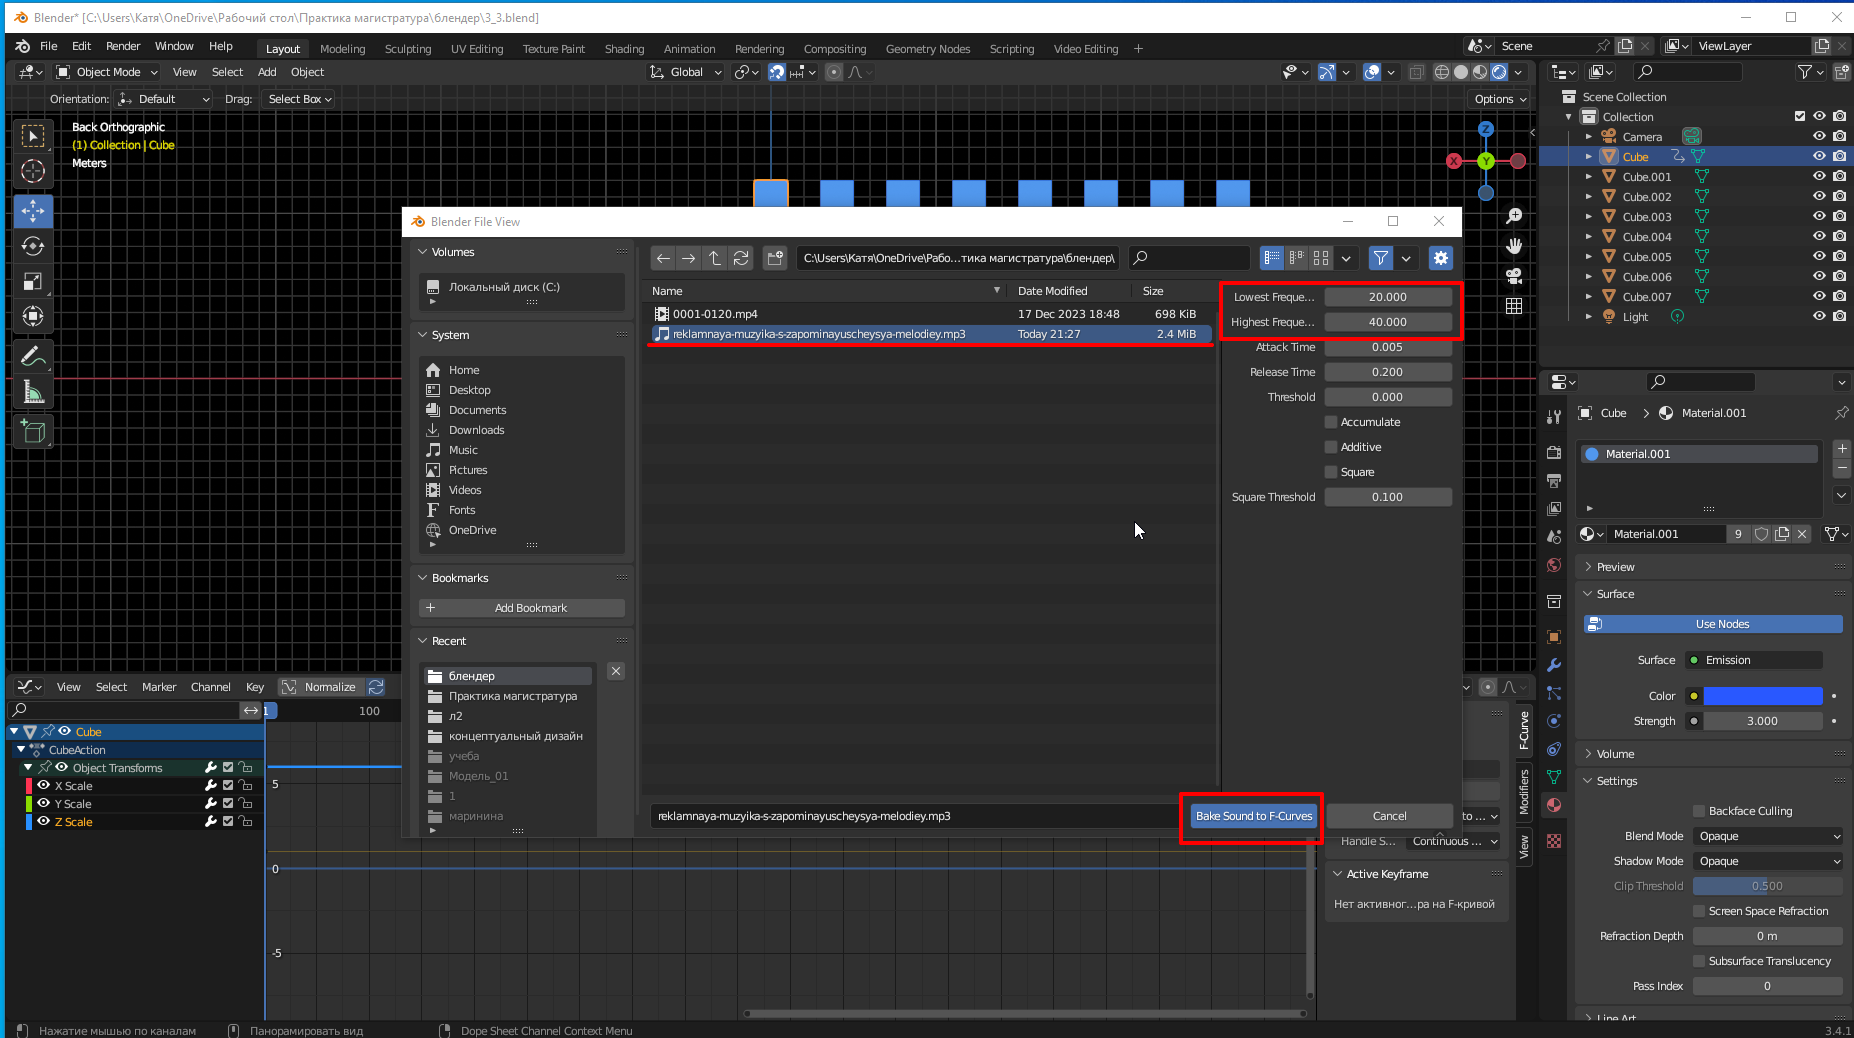 Blender* [C:\Users\Катя\OneDrive\Рабочий стол\Практика магистратура\блендер\3_3.blend]
File Edit Render Window Help Layout Modeling Sculpting UV Editing Texture Paint Shading Animation Rendering Compositing Geometry Nodes Scripting Video Editing + Scene ViewLayer
Object Mode View Select Add Object Global
Orientation: Default Drag: Select Box Options
Back Orthographic
(1) Collection | Cube
Meters
Z
X
Y
Scene Collection
Collection
Camera
Cube
Cube.001
Cube.002
Cube.003
Cube.004
Cube.005
Cube.006
Cube.007
Light
Blender File View
Volumes
Локальный диск (C:)
System
Home
Desktop
Documents
Downloads
Music
Pictures
Videos
Fonts
OneDrive
Bookmarks
Add Bookmark
Recent
блендер
Практика магистратура
л2
концептуальный дизайн
учеба
Модель_01
1
маринина
C:\Users\Катя\OneDrive\Рабо...тика магистратура\блендер\
Name Date Modified Size
0001-0120.mp4 17 Dec 2023 18:48 698 KiB
reklamnaya-muzyika-s-zapominayuscheysya-melodiey.mp3 Today 21:27 2.4 MiB
Lowest Freque... 20.000
Highest Freque... 40.000
Attack Time 0.005
Release Time 0.200
Threshold 0.000
Accumulate
Additive
Square
Square Threshold 0.100
reklamnaya-muzyika-s-zapominayuscheysya-melodiey.mp3
Bake Sound to F-Curves Cancel
Cube > Material.001
Material.001
Material.001 9
Preview
Surface
Use Nodes
Surface Emission
Color
Strength 3.000
Volume
Settings
Backface Culling
Blend Mode Opaque
Shadow Mode Opaque
Clip Threshold 0.500
Screen Space Refraction
Refraction Depth 0 m
Subsurface Translucency
Pass Index 0
Line Art
View Select Marker Channel Key Normalize
1 100
Cube
CubeAction
Object Transforms
X Scale
Y Scale
Z Scale
5
0
-5
F-Curve
Modifiers
View
to ...
Handle S... Continuous ...
Active Keyframe
Нет активног...ра на F-кривой
Нажатие мышью по каналам Панорамировать вид Dope Sheet Channel Context Menu 3.4.1